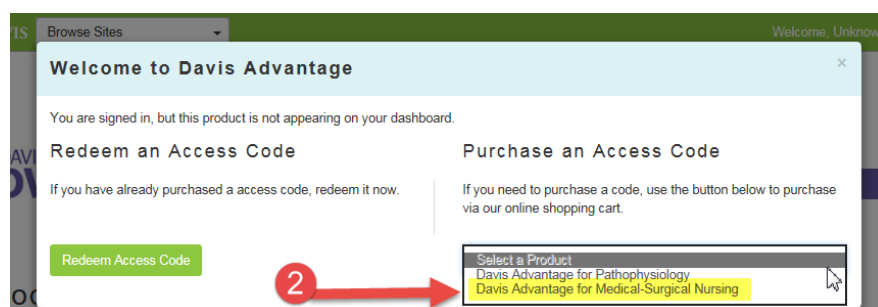 VIS Browse Sites Welcome, Unknow
Welcome to Davis Advantage ×
You are signed in, but this product is not appearing on your dashboard.
Redeem an Access Code
If you have already purchased a access code, redeem it now.
Redeem Access Code
Purchase an Access Code
If you need to purchase a code, use the button below to purchase
via our online shopping cart.
Select a Product
Davis Advantage for Pathophysiology
Davis Advantage for Medical-Surgical Nursing
2
AVI